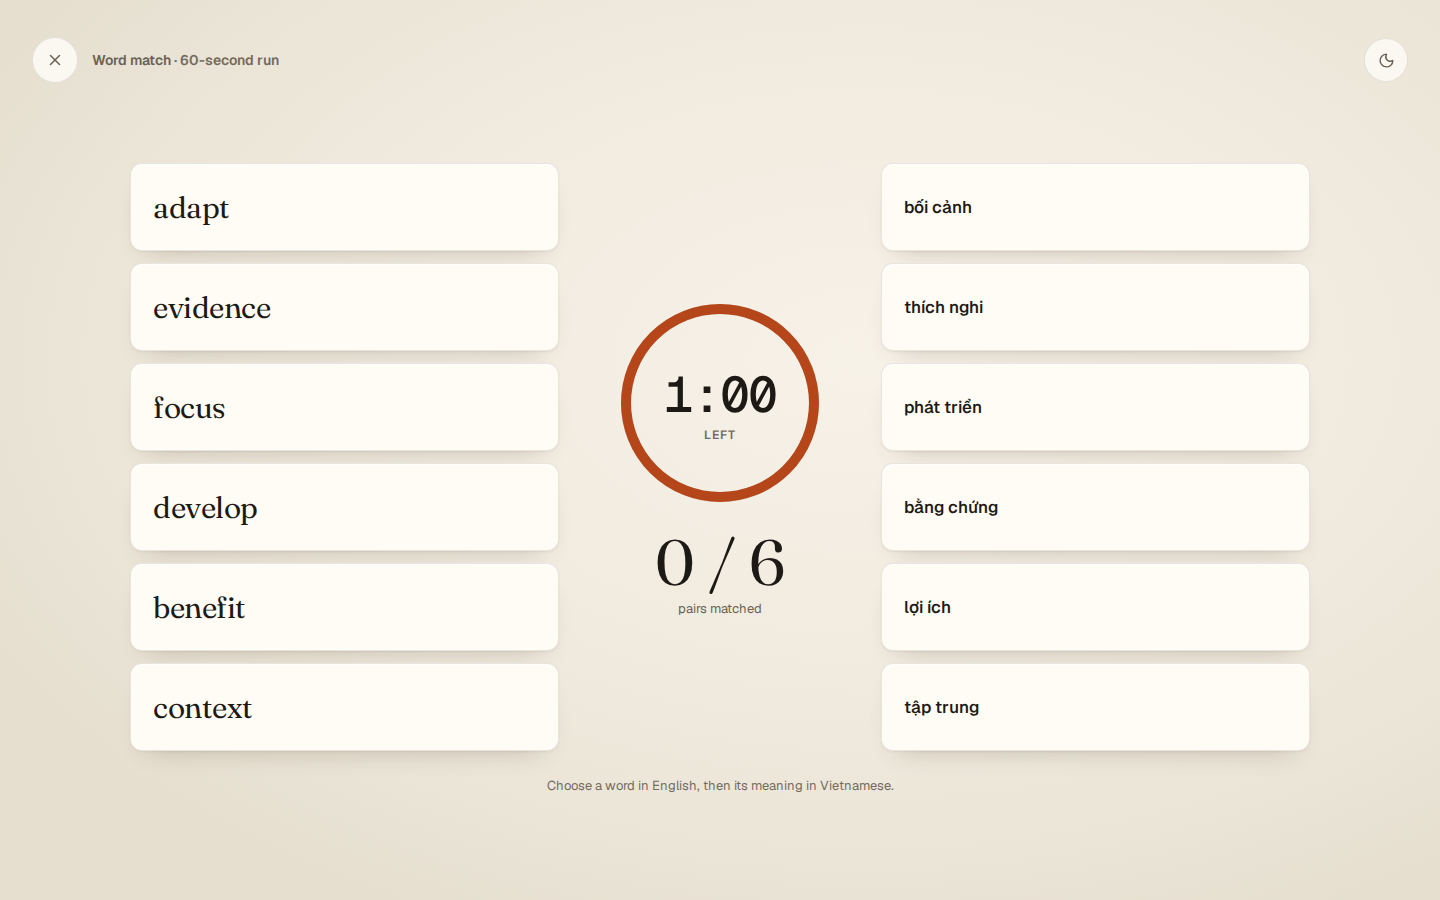 Word match · 60-second run
adapt
evidence
focus
develop
benefit
context
1:00
LEFT
0 / 6
pairs matched
bối cảnh
thích nghi
phát triển
bằng chứng
lợi ích
tập trung
Choose a word in English, then its meaning in Vietnamese.